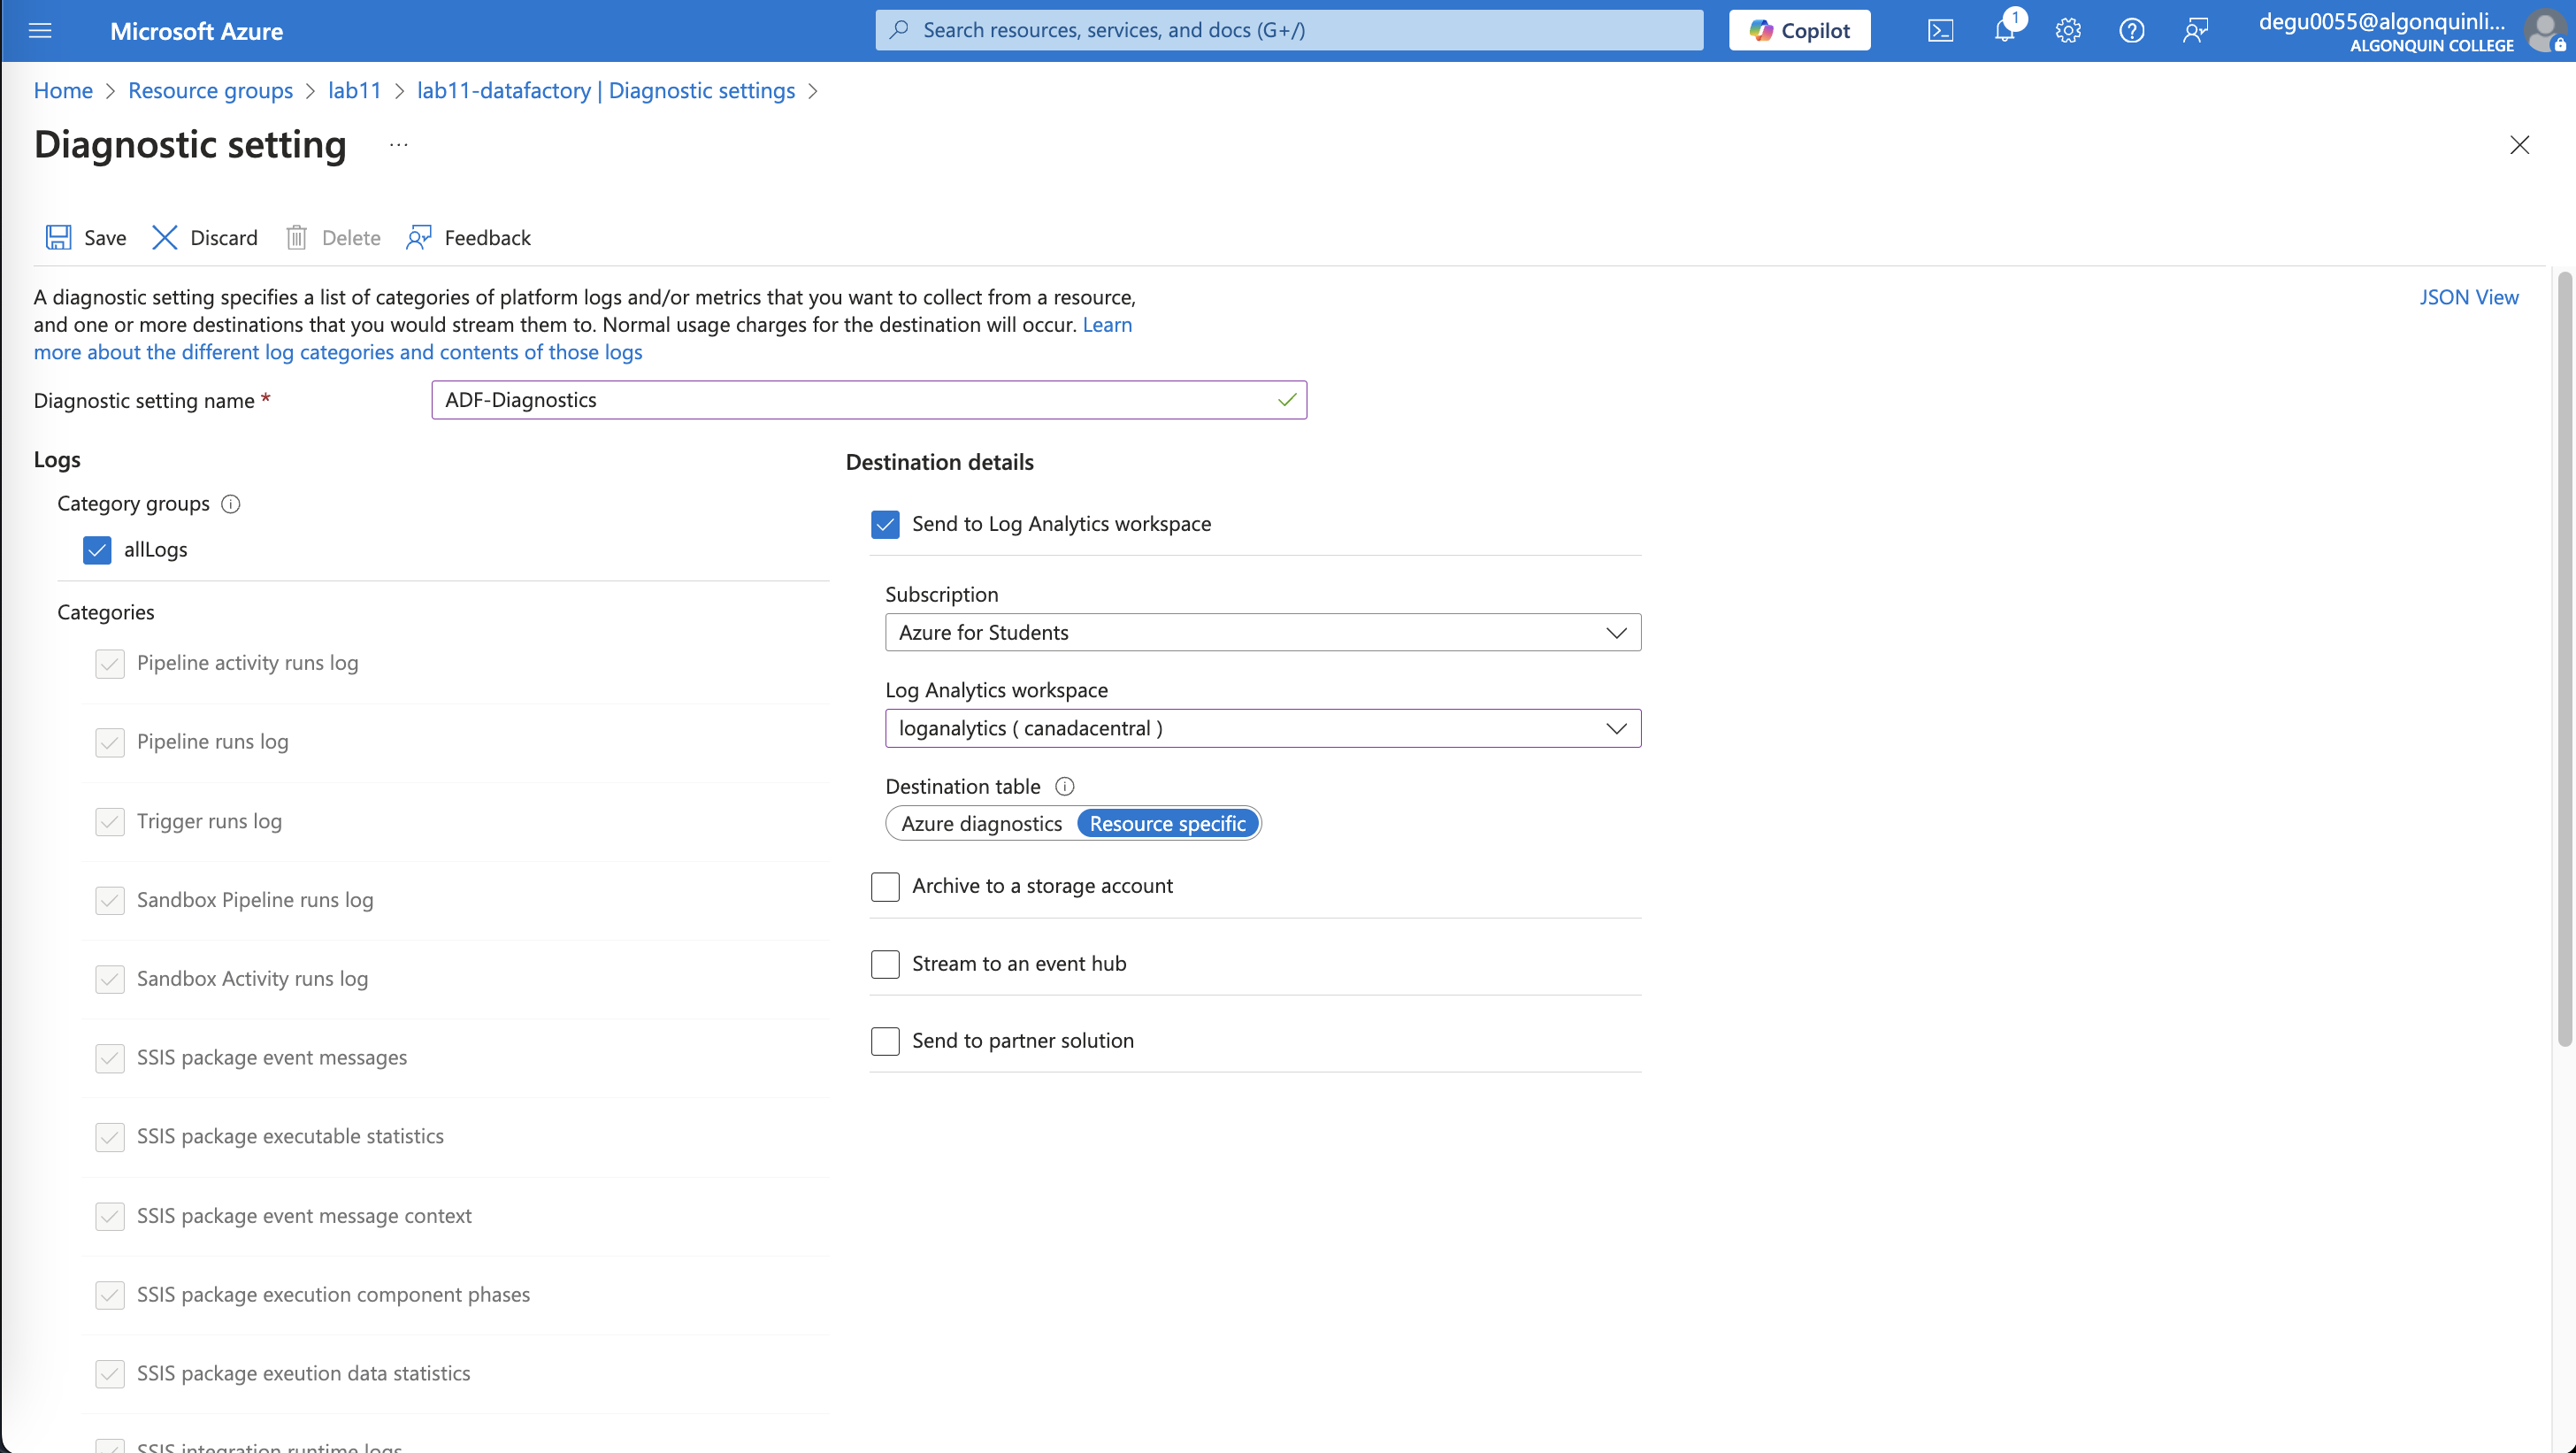 Microsoft Azure
Search resources, services, and docs (G+/)
Copilot
1
degu0055@algonquinli...
ALGONQUIN COLLEGE
Home > Resource groups > lab11 > lab11-datafactory | Diagnostic settings >
Diagnostic setting ...
Save
Discard
Delete
Feedback
A diagnostic setting specifies a list of categories of platform logs and/or metrics that you want to collect from a resource,
and one or more destinations that you would stream them to. Normal usage charges for the destination will occur. Learn
more about the different log categories and contents of those logs
JSON View
Diagnostic setting name *
ADF-Diagnostics
Logs
Category groups
allLogs
Categories
Pipeline activity runs log
Pipeline runs log
Trigger runs log
Sandbox Pipeline runs log
Sandbox Activity runs log
SSIS package event messages
SSIS package executable statistics
SSIS package event message context
SSIS package execution component phases
SSIS package exeution data statistics
SSIS integration runtime logs
Destination details
Send to Log Analytics workspace
Subscription
Azure for Students
Log Analytics workspace
loganalytics ( canadacentral )
Destination table
Azure diagnostics
Resource specific
Archive to a storage account
Stream to an event hub
Send to partner solution